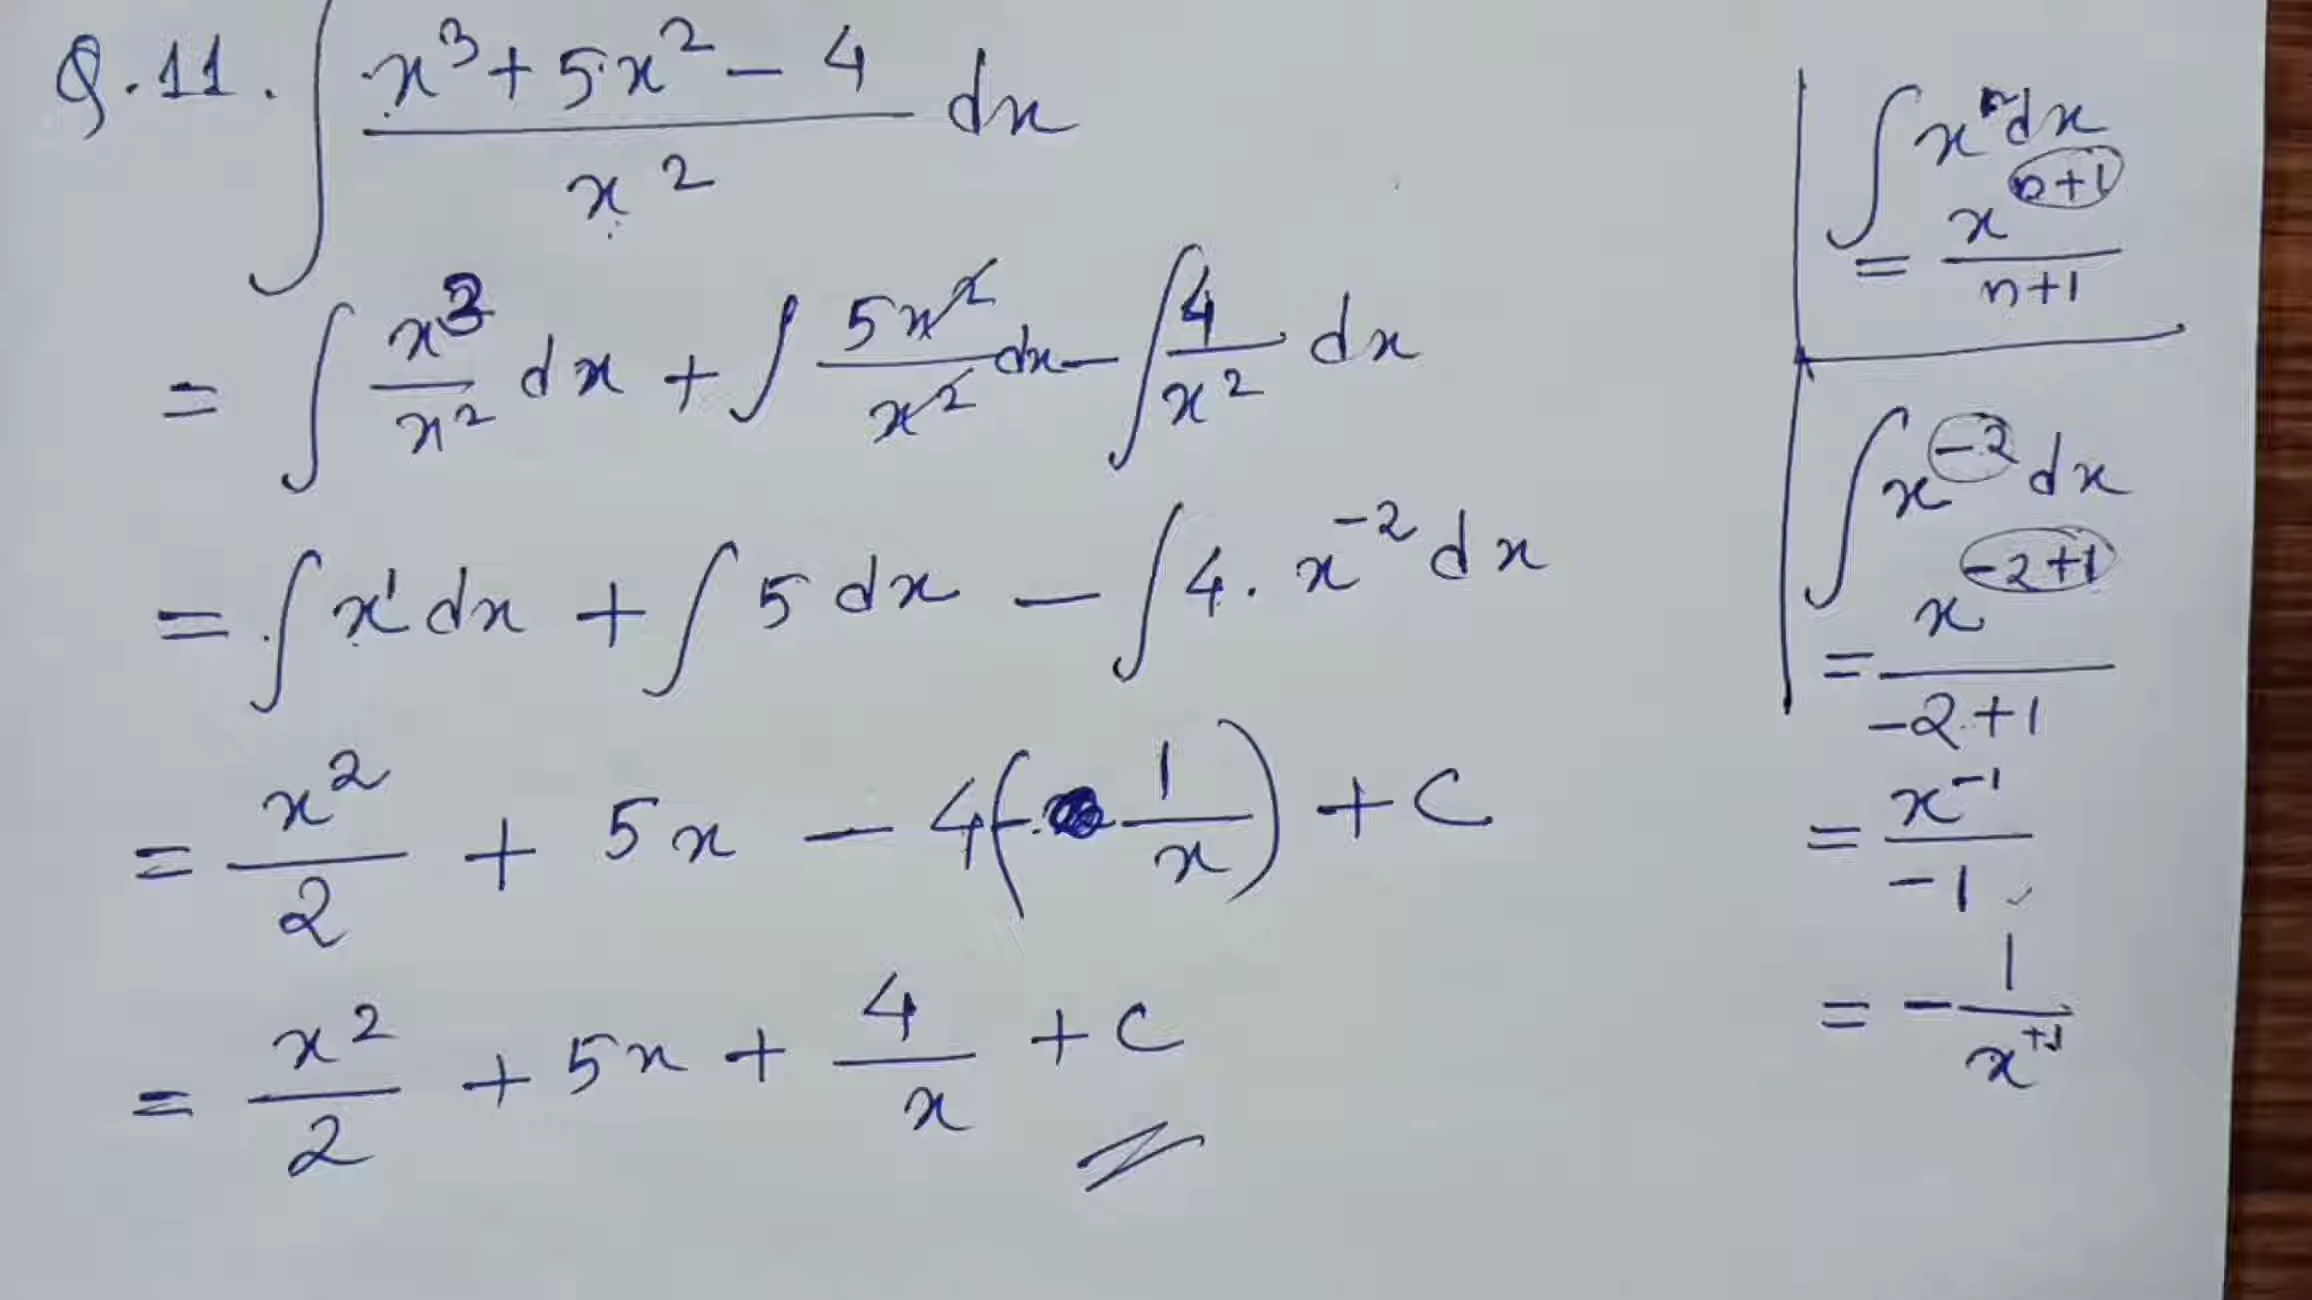 Q.11. ∫ (x³ + 5x² − 4)/x² dx
= ∫ x³/x² dx + ∫ 5x²/x² dx − ∫ 4/x² dx
= ∫ x¹ dx + ∫ 5 dx − ∫ 4 . x⁻² dx
= x²/2 + 5x − 4(− 1/x) + C
= x²/2 + 5x + 4/x + C
∫ xⁿ dx
= xⁿ⁺¹/(n+1)
∫ x⁻² dx
= x⁻²⁺¹/(−2+1)
= x⁻¹/(−1)
= − 1/x⁺¹